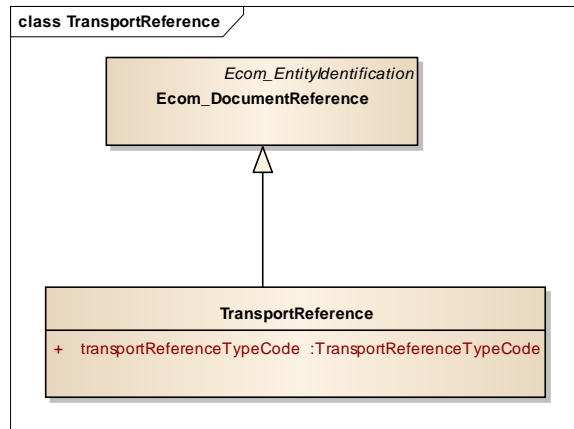 class TransportReference
Ecom_EntityIdentification
Ecom_DocumentReference
TransportReference
+ transportReferenceTypeCode :TransportReferenceTypeCode